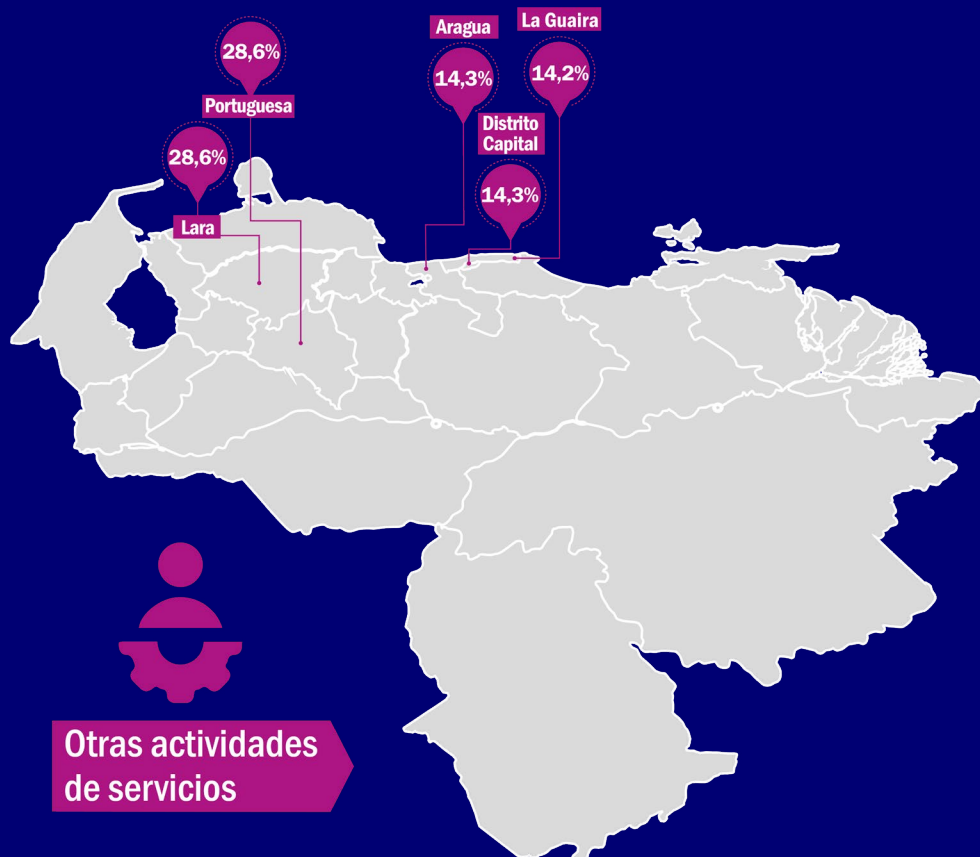 28,6%
Portuguesa
28,6%
Lara
Aragua
14,3%
La Guaira
14,2%
Distrito
Capital
14,3%
Otras actividades
de servicios